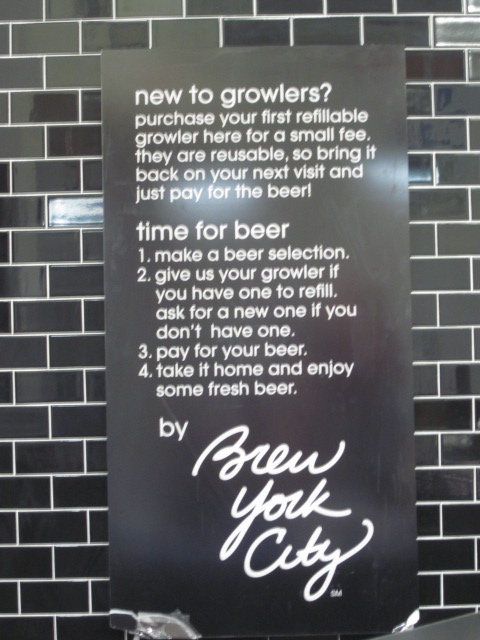 new to growlers?
purchase your first refillable
growler here for a small fee.
they are reusable, so bring it
back on your next visit and
just pay for the beer!
time for beer
1. make a beer selection.
2. give us your growler if
you have one to refill.
ask for a new one if you
don't have one.
3. pay for your beer.
4. take it home and enjoy
some fresh beer.
by
Brew
York
City
SM